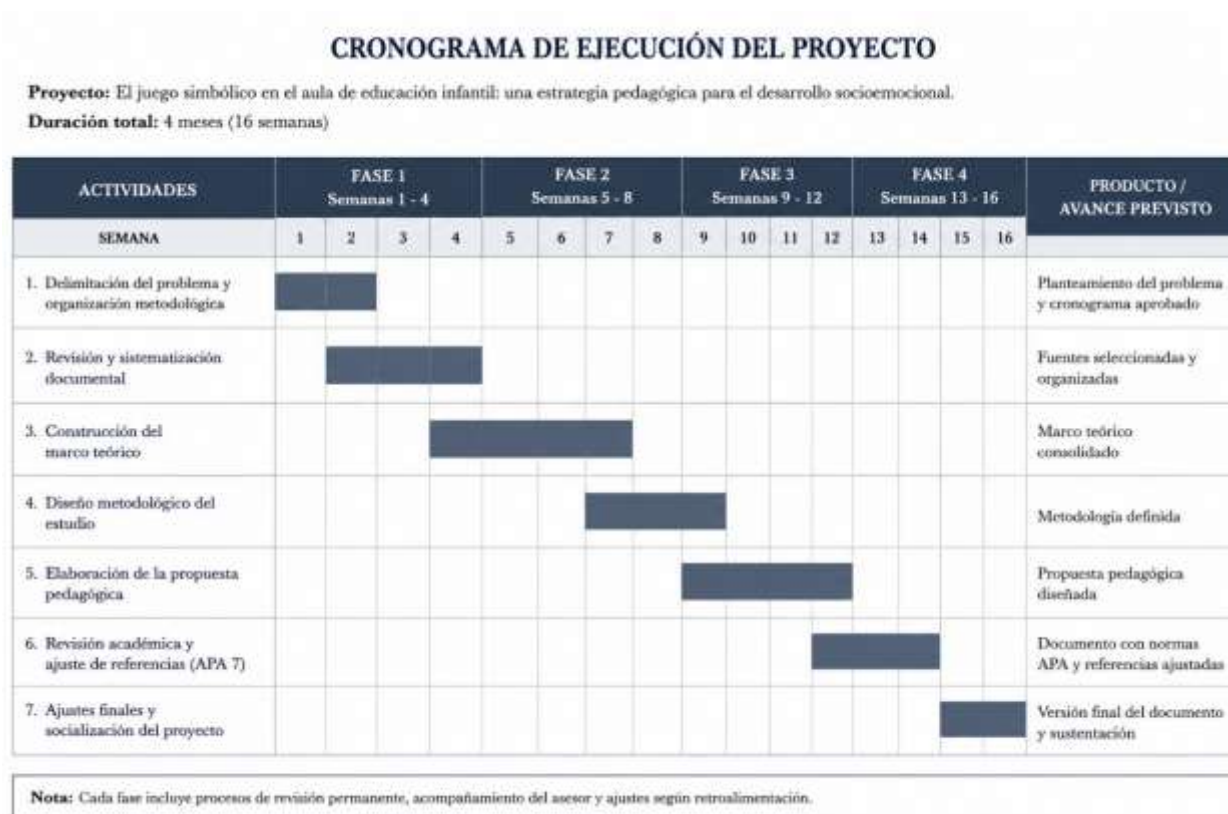 CRONOGRAMA DE EJECUCIÓN DEL PROYECTO
Proyecto: El juego simbólico en el aula de educación infantil: una estrategia pedagógica para el desarrollo socioemocional.
Duración total: 4 meses (16 semanas)
ACTIVIDADES
FASE 1
Semanas 1 - 4
FASE 2
Semanas 5 - 8
FASE 3
Semanas 9 - 12
FASE 4
Semanas 13 - 16
PRODUCTO /
AVANCE PREVISTO
SEMANA 1 2 3 4 5 6 7 8 9 10 11 12 13 14 15 16
1. Delimitación del problema y
organización metodológica
Planteamiento del problema
y cronograma aprobado
2. Revisión y sistematización
documental
Fuentes seleccionadas y
organizadas
3. Construcción del
marco teórico
Marco teórico
consolidado
4. Diseño metodológico del
estudio
Metodología definida
5. Elaboración de la propuesta
pedagógica
Propuesta pedagógica
diseñada
6. Revisión académica y
ajuste de referencias (APA 7)
Documento con normas
APA y referencias ajustadas
7. Ajustes finales y
socialización del proyecto
Versión final del documento
y sustentación
Nota: Cada fase incluye procesos de revisión permanente, acompañamiento del asesor y ajustes según retroalimentación.